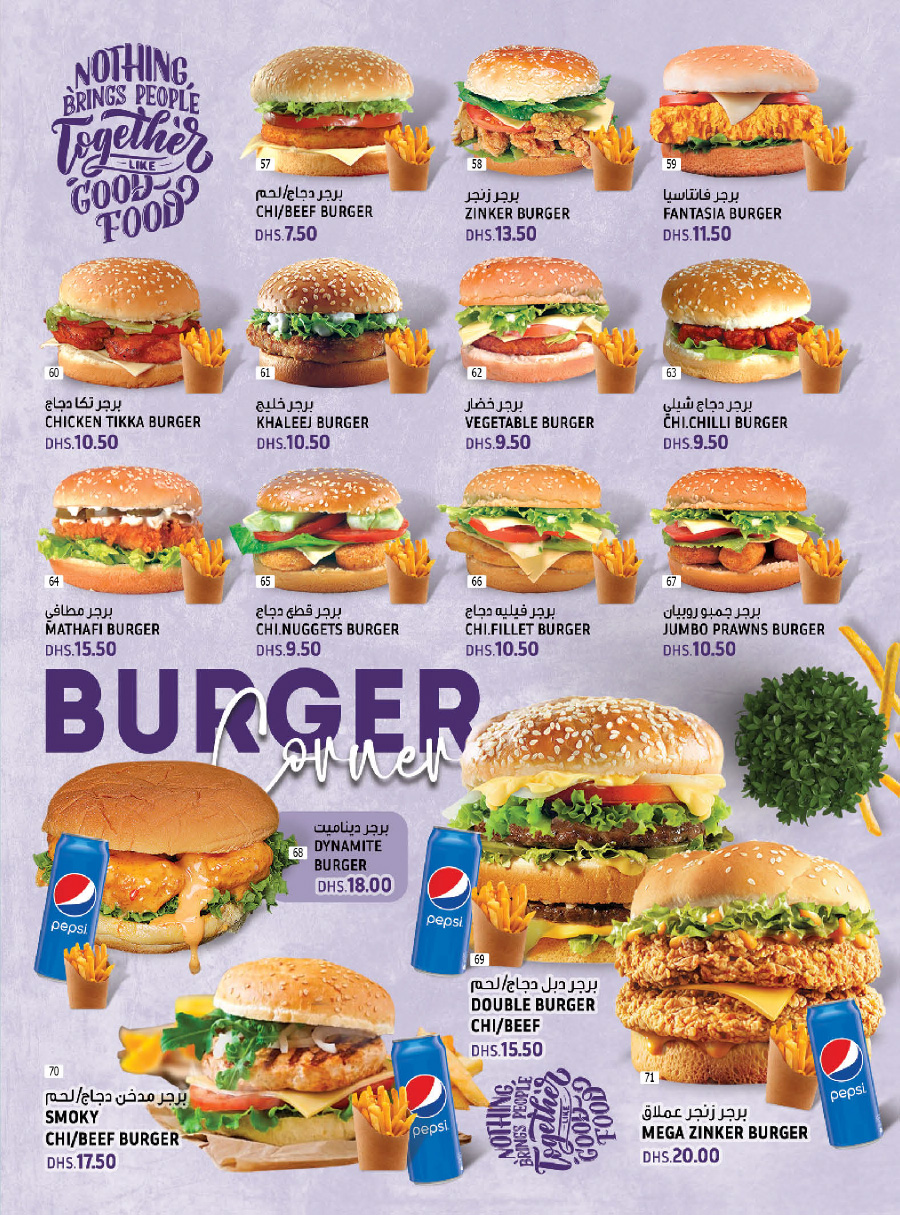 NOTHING
BRINGS PEOPLE
Together
LIKE
GOOD
FOOD
57
برجر دجاج/لحم
CHI/BEEF BURGER
DHS.7.50
58
برجر زنجر
ZINKER BURGER
DHS.13.50
59
برجر فانتاسيا
FANTASIA BURGER
DHS.11.50
60
برجر تكا دجاج
CHICKEN TIKKA BURGER
DHS.10.50
61
برجر خليج
KHALEEJ BURGER
DHS.10.50
62
برجر خضار
VEGETABLE BURGER
DHS.9.50
63
برجر دجاج شيلي
CHI.CHILLI BURGER
DHS.9.50
64
برجر مطافي
MATHAFI BURGER
DHS.15.50
65
برجر قطع دجاج
CHI.NUGGETS BURGER
DHS.9.50
66
برجر فيليه دجاج
CHI.FILLET BURGER
DHS.10.50
67
برجر جمبو روبيان
JUMBO PRAWNS BURGER
DHS.10.50
BURGER
Corner
68
برجر ديناميت
DYNAMITE
BURGER
DHS.18.00
pepsi
pepsi
69
برجر دبل دجاج/لحم
DOUBLE BURGER
CHI/BEEF
DHS.15.50
70
برجر مدخن دجاج/لحم
SMOKY
CHI/BEEF BURGER
DHS.17.50
pepsi
NOTHING
BRINGS PEOPLE
Together
LIKE
GOOD
FOOD
71
برجر زنجر عملاق
MEGA ZINKER BURGER
DHS.20.00
pepsi